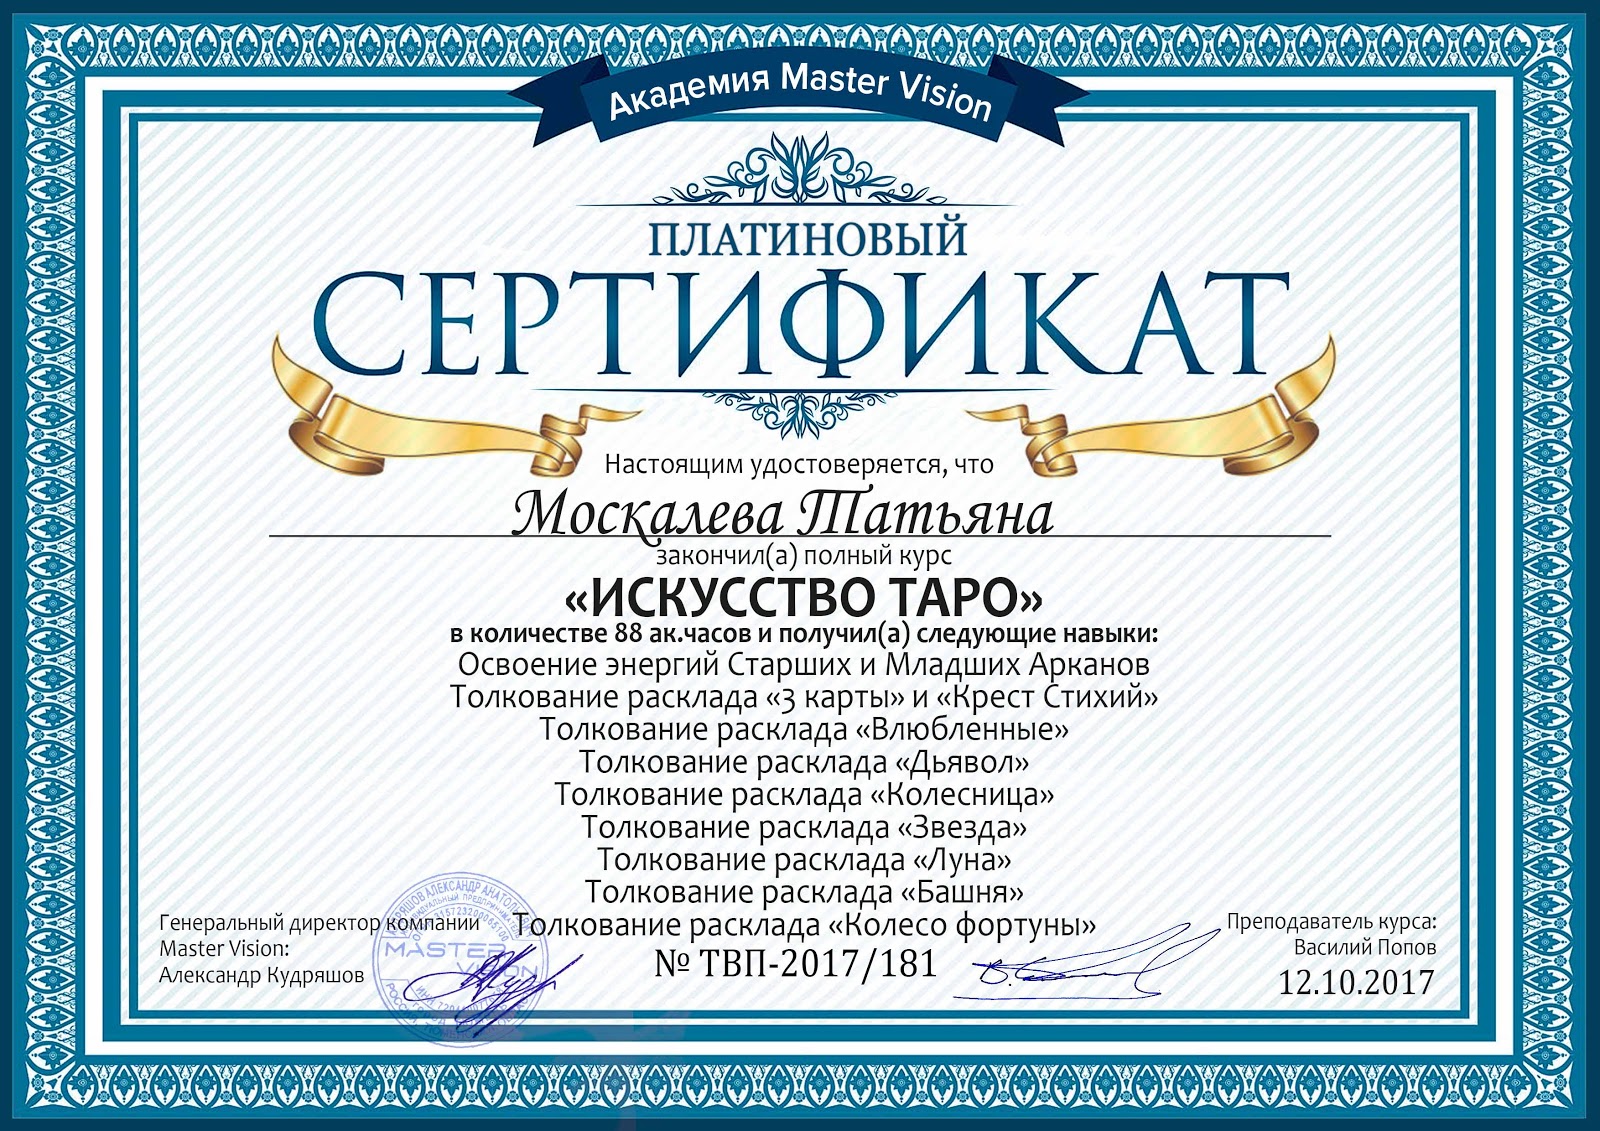 Академия Master Vision
ПЛАТИНОВЫЙ
СЕРТИФИКАТ
Настоящим удостоверяется, что
Москалева Татьяна
закончил(а) полный курс
«ИСКУССТВО ТАРО»
в количестве 88 ак.часов и получил(а) следующие навыки:
Освоение энергий Старших и Младших Арканов
Толкование расклада «3 карты» и «Крест Стихий»
Толкование расклада «Влюбленные»
Толкование расклада «Дьявол»
Толкование расклада «Колесница»
Толкование расклада «Звезда»
Толкование расклада «Луна»
Толкование расклада «Башня»
Толкование расклада «Колесо фортуны»
№ ТВП-2017/181
Генеральный директор компании
Master Vision:
Александр Кудряшов
MASTER
VISION
Преподаватель курса:
Василий Попов
12.10.2017